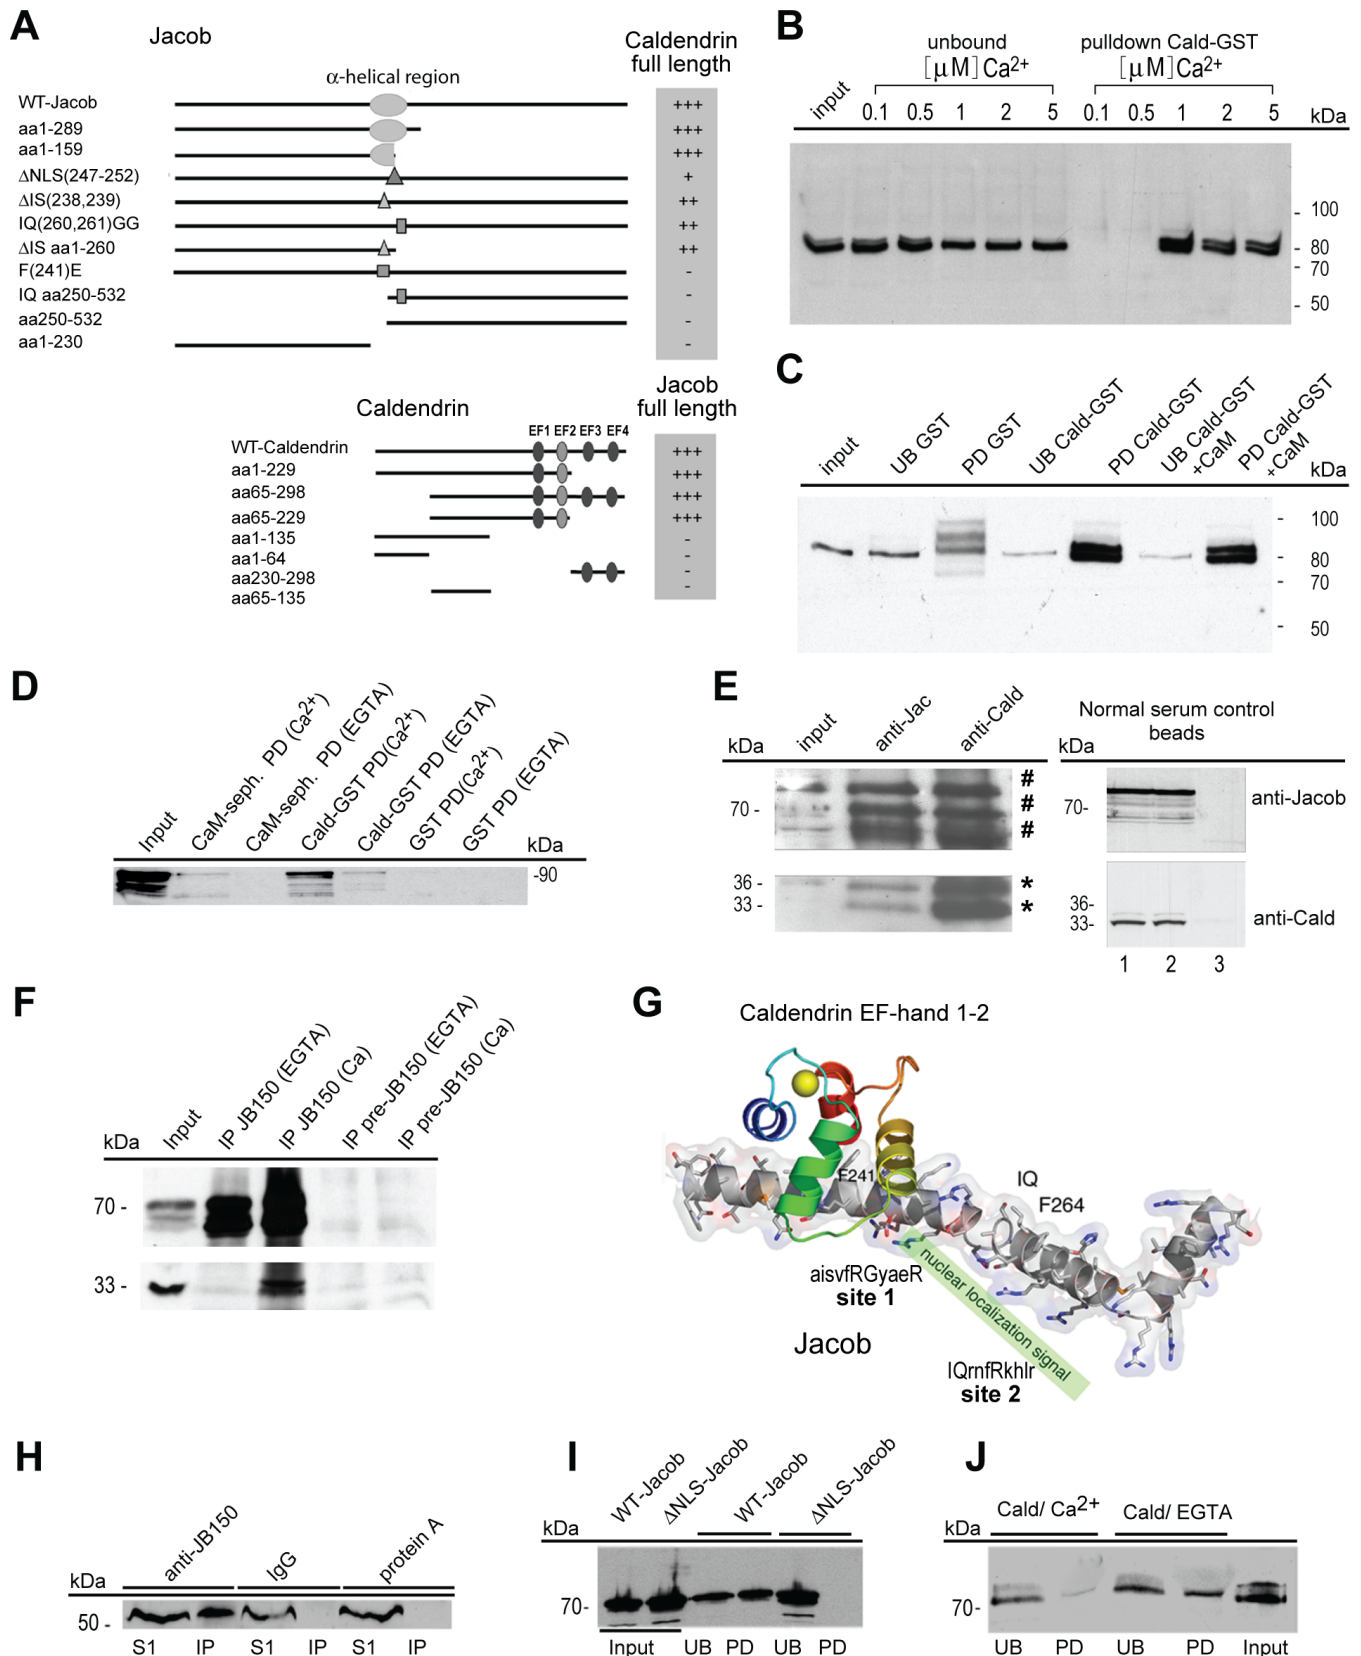 A
Jacob
Caldendrin
full length
α-helical region
WT-Jacob +++
aa1-289 +++
aa1-159 +++
ΔNLS(247-252) +
ΔIS(238,239) ++
IQ(260,261)GG ++
ΔIS aa1-260 ++
F(241)E -
IQ aa250-532 -
aa250-532 -
aa1-230 -
Caldendrin
Jacob
full length
EF1 EF2 EF3 EF4
WT-Caldendrin +++
aa1-229 +++
aa65-298 +++
aa65-229 +++
aa1-135 -
aa1-64 -
aa230-298 -
aa65-135 -
B
unbound
[µM] Ca2+
pulldown Cald-GST
[µM] Ca2+
input 0.1 0.5 1 2 5 0.1 0.5 1 2 5 kDa
- 100
- 80
- 70
- 50
C
input UB GST PD GST UB Cald-GST PD Cald-GST UB Cald-GST +CaM PD Cald-GST +CaM kDa
- 100
- 80
- 70
- 50
D
Input CaM-seph. PD (Ca2+) CaM-seph. PD (EGTA) Cald-GST PD(Ca2+) Cald-GST PD (EGTA) GST PD(Ca2+) GST PD (EGTA) kDa
-90
E
kDa input anti-Jac anti-Cald
70 -
#
#
#
36 - *
33 - *
Normal serum control
beads
kDa
70-
anti-Jacob
36-
33-
anti-Cald
1 2 3
F
kDa Input IP JB150 (EGTA) IP JB150 (Ca) IP pre-JB150 (EGTA) IP pre-JB150 (Ca)
70 -
33 -
G
Caldendrin EF-hand 1-2
F241
IQ
F264
aisvfRGyaeR
site 1
nuclear localization signal
Jacob
IQrnfRkhlr
site 2
H
kDa anti-JB150 IgG protein A
50 -
S1 IP S1 IP S1 IP
I
kDa WT-Jacob ΔNLS-Jacob WT-Jacob ΔNLS-Jacob
70-
Input UB PD UB PD
J
kDa Cald/ Ca2+ Cald/ EGTA
70-
UB PD UB PD Input